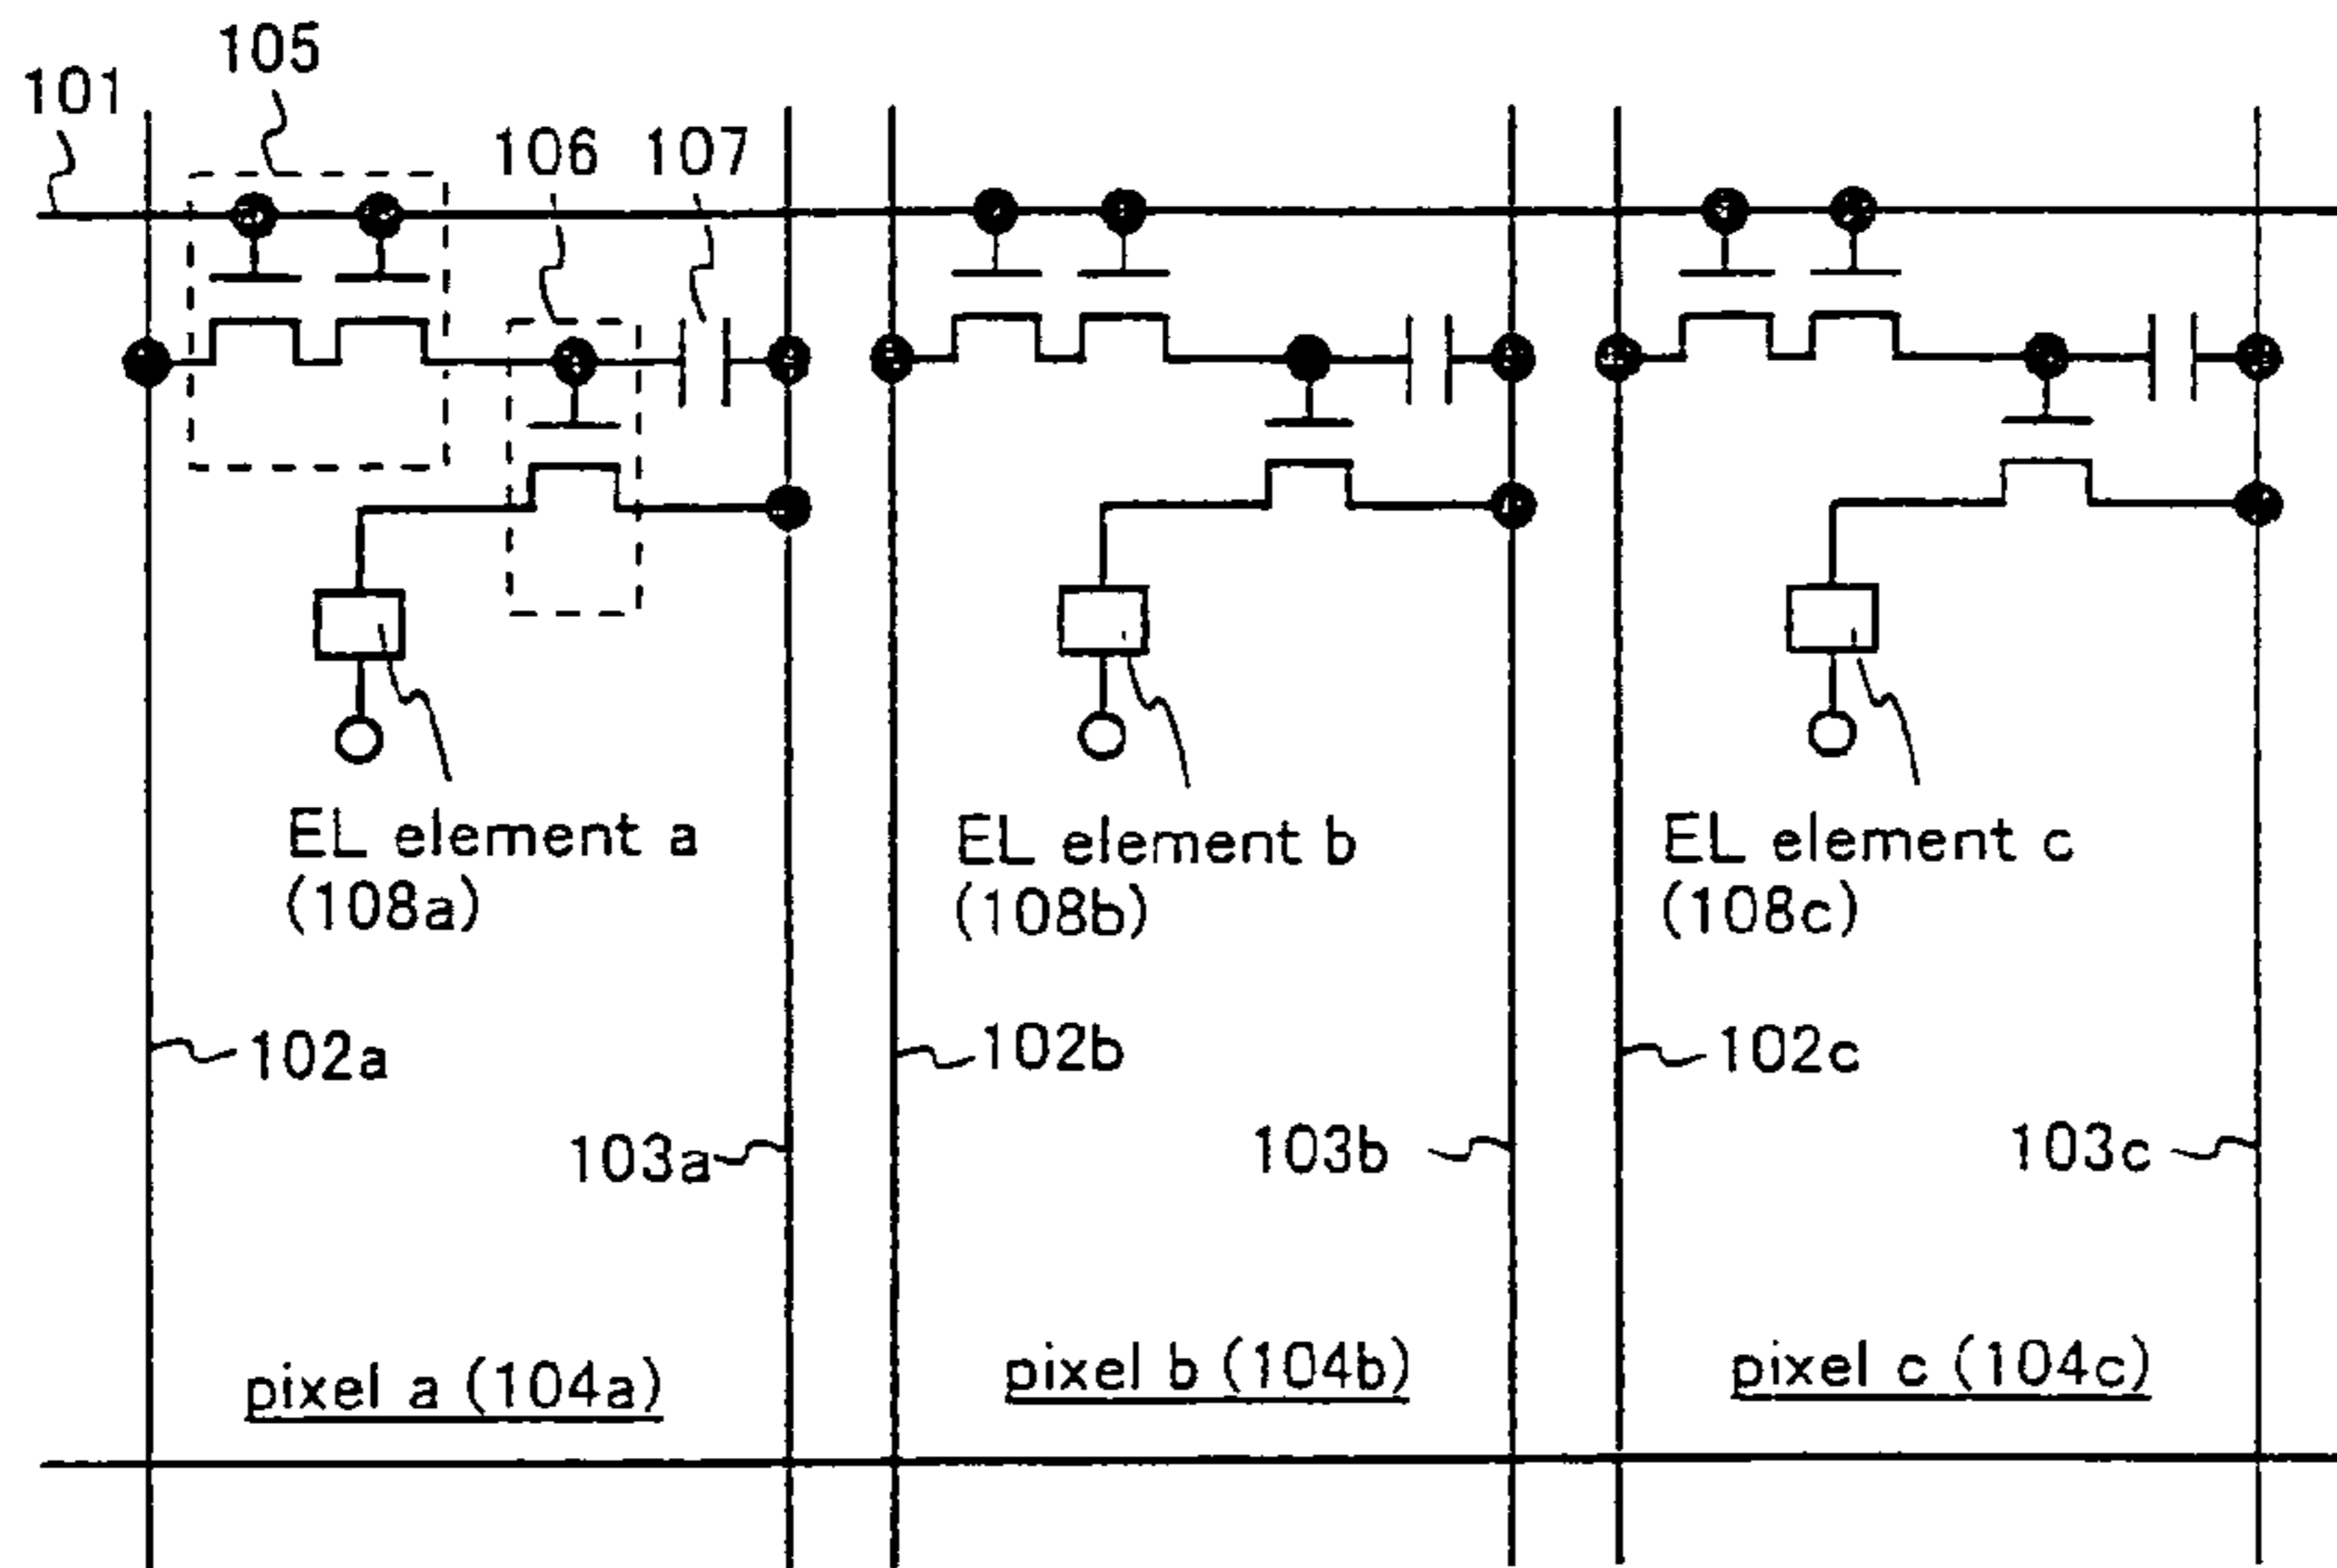 105
101
106
107
EL element a
(108a)
EL element b
(108b)
EL element c
(108c)
102a
102b
102c
103a
103b
103c
pixel a (104a)
pixel b (104b)
pixel c (104c)